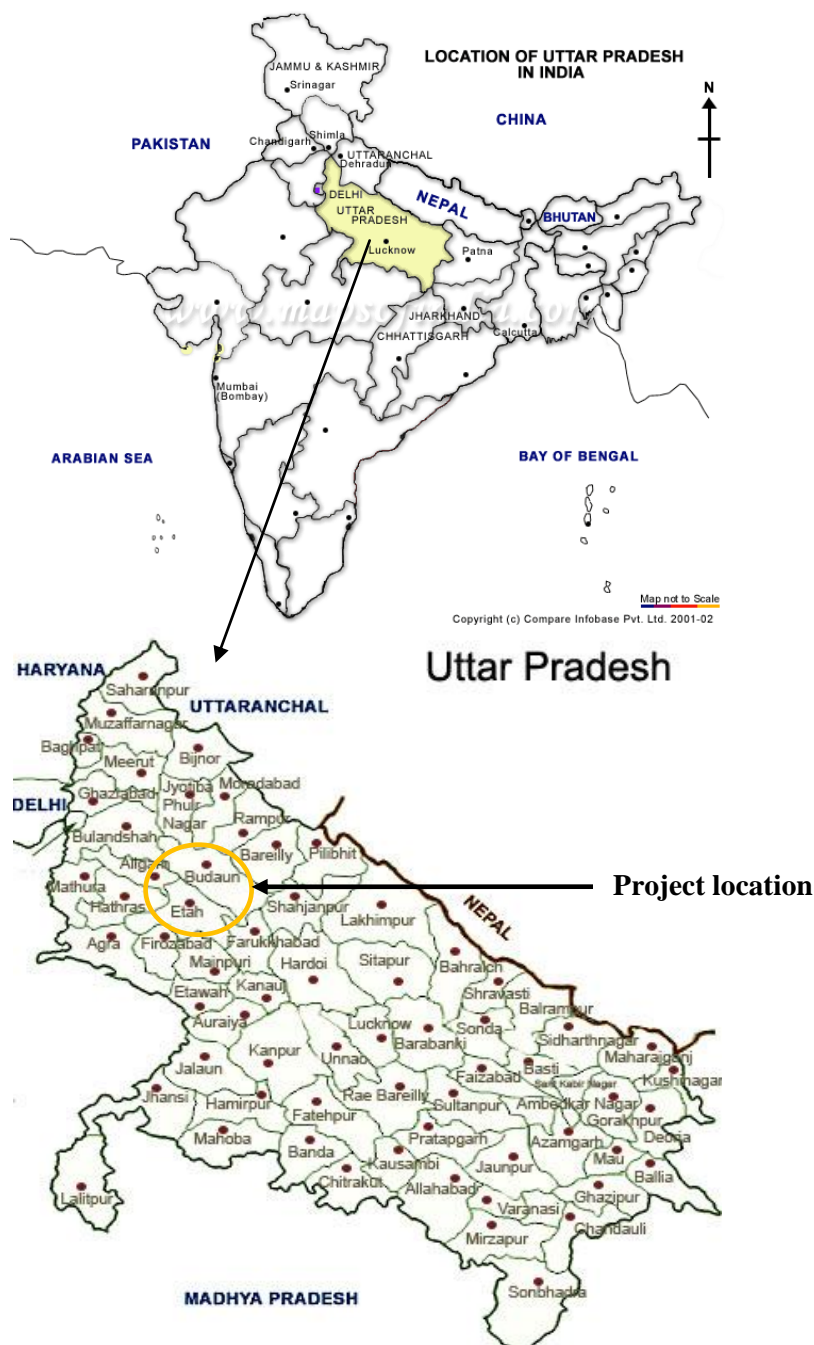 LOCATION OF UTTAR PRADESH
IN INDIA
N
JAMMU & KASHMIR
Srinagar
CHINA
PAKISTAN
Chandigarh
Shimla
UTTARANCHAL
Dehradun
DELHI
NEPAL
BHUTAN
UTTAR
PRADESH
Lucknow
Patna
www.mapsofindia.com
JHARKHAND
CHHATTISGARH
Calcutta
Mumbai
(Bombay)
ARABIAN SEA
BAY OF BENGAL
Map not to Scale
Copyright (c) Compare Infobase Pvt. Ltd. 2001-02
Uttar Pradesh
HARYANA
Saharanpur
UTTARANCHAL
Muzaffarnagar
Baghpat
Bijnor
Meerut
DELHI
Ghaziabad
Jyotiba
Phule
Nagar
Moradabad
Rampur
Bulandshah
Bareilly
Pilibhit
Aligarh
Budaun
Mathura
Hathras
Etah
Shahjanpur
Project location
Lakhimpur
NEPAL
Agra
Firozabad
Farukkhabad
Mainpuri
Hardoi
Sitapur
Bahraich
Shravasti
Balrampur
Etawah
Kanauj
Auraiya
Lucknow
Barabanki
Sonda
Sidharthnagar
Maharajganj
Kushinagar
Jalaun
Kanpur
Unnao
Faizabad
Basti
Sant Kabir Nagar
Jhansi
Hamirpur
Rae Bareilly
Sultanpur
Ambedkar Nagar
Gorakhpur
Deoria
Fatehpur
Mahoba
Pratapgarh
Azamgarh
Banda
Kausambi
Jaunpur
Mau
Ballia
Lalitpur
Chitrakut
Allahabad
Ghazipur
Varanasi
Chandauli
Mirzapur
Sonbhadra
MADHYA PRADESH